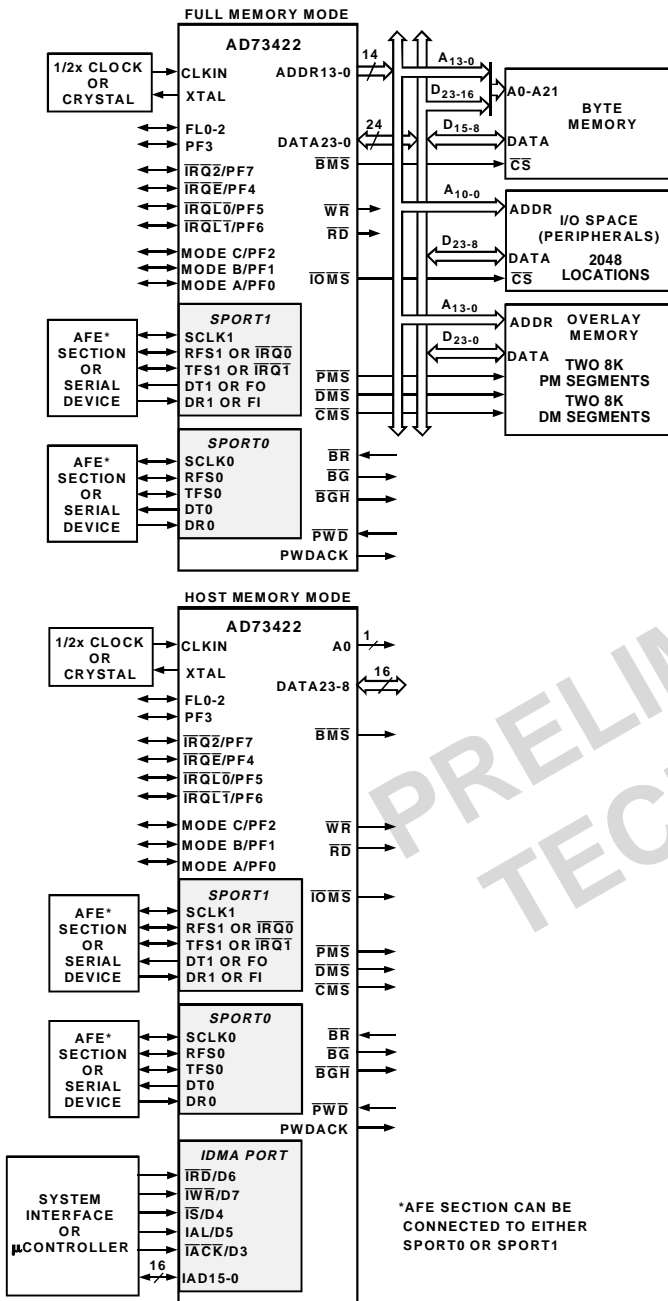 FULL MEMORY MODE
AD73422
1/2x CLOCK
OR
CRYSTAL
CLKIN
XTAL
FL0-2
PF3
IRQ2/PF7
IRQE/PF4
IRQL0/PF5
IRQL1/PF6
MODE C/PF2
MODE B/PF1
MODE A/PF0
AFE*
SECTION
OR
SERIAL
DEVICE
SPORT1
SCLK1
RFS1 OR IRQ0
TFS1 OR IRQ1
DT1 OR FO
DR1 OR FI
AFE*
SECTION
OR
SERIAL
DEVICE
SPORT0
SCLK0
RFS0
TFS0
DT0
DR0
ADDR13-0
14
DATA23-0
24
BMS
WR
RD
IOMS
PMS
DMS
CMS
BR
BG
BGH
PWD
PWDACK
A13-0
D23-16
D15-8
A0-A21
BYTE
MEMORY
DATA
CS
A10-0
D23-8
ADDR
I/O SPACE
(PERIPHERALS)
DATA
2048
LOCATIONS
CS
A13-0
D23-0
ADDR
OVERLAY
MEMORY
DATA
TWO 8K
PM SEGMENTS
TWO 8K
DM SEGMENTS
HOST MEMORY MODE
AD73422
1/2x CLOCK
OR
CRYSTAL
CLKIN
XTAL
FL0-2
PF3
IRQ2/PF7
IRQE/PF4
IRQL0/PF5
IRQL1/PF6
MODE C/PF2
MODE B/PF1
MODE A/PF0
AFE*
SECTION
OR
SERIAL
DEVICE
SPORT1
SCLK1
RFS1 OR IRQ0
TFS1 OR IRQ1
DT1 OR FO
DR1 OR FI
AFE*
SECTION
OR
SERIAL
DEVICE
SPORT0
SCLK0
RFS0
TFS0
DT0
DR0
SYSTEM
INTERFACE
OR
µCONTROLLER
IDMA PORT
IRD/D6
IWR/D7
IS/D4
IAL/D5
IACK/D3
16
IAD15-0
A0
1
DATA23-8
16
BMS
WR
RD
IOMS
PMS
DMS
CMS
BR
BG
BGH
PWD
PWDACK
*AFE SECTION CAN BE
CONNECTED TO EITHER
SPORT0 OR SPORT1